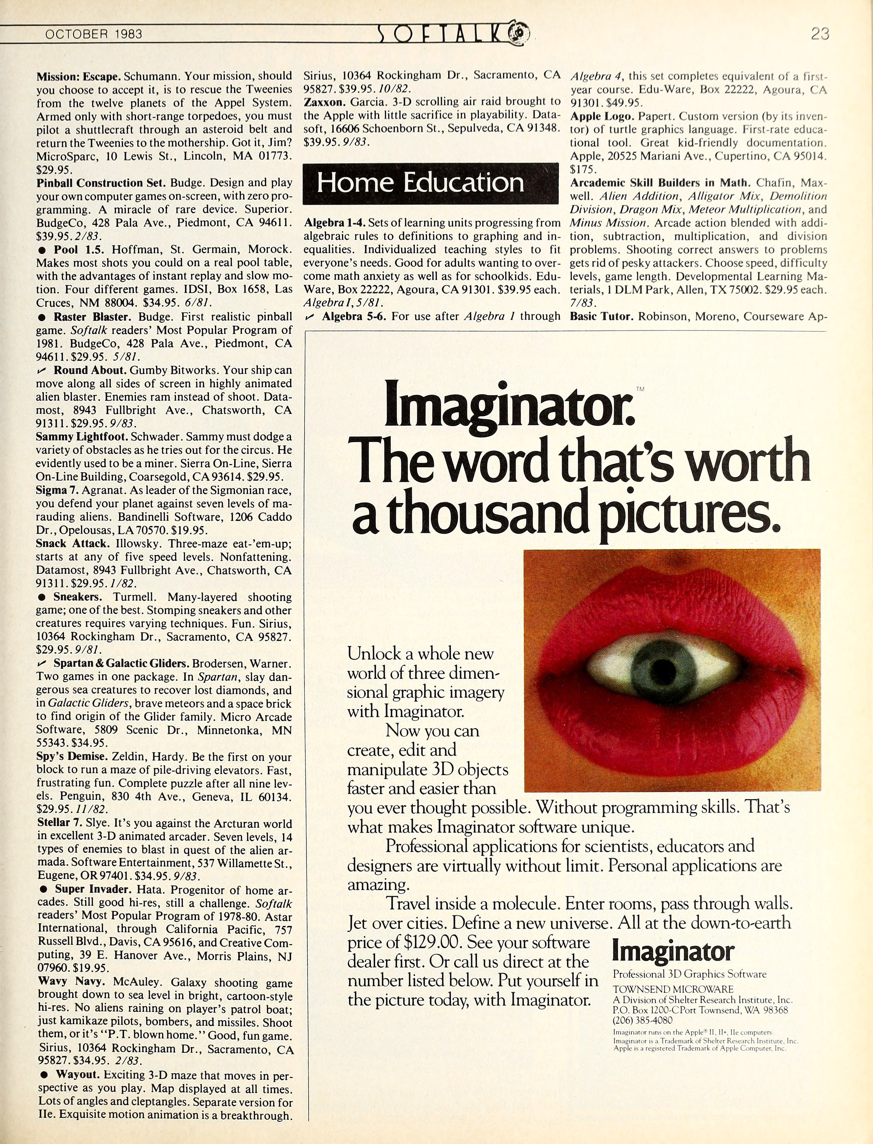 OCTOBER 1983
SOFTALK
23
Mission: Escape. Schumann. Your mission, should
you choose to accept it, is to rescue the Tweenies
from the twelve planets of the Appel System.
Armed only with short-range torpedoes, you must
pilot a shuttlecraft through an asteroid belt and
return the Tweenies to the mothership. Got it, Jim?
MicroSparc, 10 Lewis St., Lincoln, MA 01773.
$29.95.
Pinball Construction Set. Budge. Design and play
your own computer games on-screen, with zero pro-
gramming. A miracle of rare device. Superior.
BudgeCo, 428 Pala Ave., Piedmont, CA 94611.
$39.95. 2/83.
● Pool 1.5. Hoffman, St. Germain, Morock.
Makes most shots you could on a real pool table,
with the advantages of instant replay and slow mo-
tion. Four different games. IDSI, Box 1658, Las
Cruces, NM 88004. $34.95. 6/81.
● Raster Blaster. Budge. First realistic pinball
game. Softalk readers' Most Popular Program of
1981. BudgeCo, 428 Pala Ave., Piedmont, CA
94611. $29.95. 5/81.
✓ Round About. Gumby Bitworks. Your ship can
move along all sides of screen in highly animated
alien blaster. Enemies ram instead of shoot. Data-
most, 8943 Fullbright Ave., Chatsworth, CA
91311. $29.95. 9/83.
Sammy Lightfoot. Schwader. Sammy must dodge a
variety of obstacles as he tries out for the circus. He
evidently used to be a miner. Sierra On-Line, Sierra
On-Line Building, Coarsegold, CA 93614. $29.95.
Sigma 7. Agranat. As leader of the Sigmonian race,
you defend your planet against seven levels of ma-
rauding aliens. Bandinelli Software, 1206 Caddo
Dr., Opelousas, LA 70570. $19.95.
Snack Attack. Illowsky. Three-maze eat-'em-up;
starts at any of five speed levels. Nonfattening.
Datamost, 8943 Fullbright Ave., Chatsworth, CA
91311. $29.95. 1/82.
● Sneakers. Turmell. Many-layered shooting
game; one of the best. Stomping sneakers and other
creatures requires varying techniques. Fun. Sirius,
10364 Rockingham Dr., Sacramento, CA 95827.
$29.95. 9/81.
✓ Spartan & Galactic Gliders. Brodersen, Warner.
Two games in one package. In Spartan, slay dan-
gerous sea creatures to recover lost diamonds, and
in Galactic Gliders, brave meteors and a space brick
to find origin of the Glider family. Micro Arcade
Software, 5809 Scenic Dr., Minnetonka, MN
55343. $34.95.
Spy's Demise. Zeldin, Hardy. Be the first on your
block to run a maze of pile-driving elevators. Fast,
frustrating fun. Complete puzzle after all nine lev-
els. Penguin, 830 4th Ave., Geneva, IL 60134.
$29.95. 11/82.
Stellar 7. Slye. It's you against the Arcturan world
in excellent 3-D animated arcader. Seven levels, 14
types of enemies to blast in quest of the alien ar-
mada. Software Entertainment, 537 Willamette St.,
Eugene, OR 97401. $34.95. 9/83.
● Super Invader. Hata. Progenitor of home ar-
cades. Still good hi-res, still a challenge. Softalk
readers' Most Popular Program of 1978-80. Astar
International, through California Pacific, 757
Russell Blvd., Davis, CA 95616, and Creative Com-
puting, 39 E. Hanover Ave., Morris Plains, NJ
07960. $19.95.
Wavy Navy. McAuley. Galaxy shooting game
brought down to sea level in bright, cartoon-style
hi-res. No aliens raining on player's patrol boat;
just kamikaze pilots, bombers, and missiles. Shoot
them, or it's "P.T. blown home." Good, fun game.
Sirius, 10364 Rockingham Dr., Sacramento, CA
95827. $34.95. 2/83.
● Wayout. Exciting 3-D maze that moves in per-
spective as you play. Map displayed at all times.
Lots of angles and cleptangles. Separate version for
IIe. Exquisite motion animation is a breakthrough.
Sirius, 10364 Rockingham Dr., Sacramento, CA
95827. $39.95. 10/82.
Zaxxon. Garcia. 3-D scrolling air raid brought to
the Apple with little sacrifice in playability. Data-
soft, 16606 Schoenborn St., Sepulveda, CA 91348.
$39.95. 9/83.
Home Education
Algebra 1-4. Sets of learning units progressing from
algebraic rules to definitions to graphing and in-
equalities. Individualized teaching styles to fit
everyone's needs. Good for adults wanting to over-
come math anxiety as well as for schoolkids. Edu-
Ware, Box 22222, Agoura, CA 91301. $39.95 each.
Algebra 1, 5/81.
✓ Algebra 5-6. For use after Algebra 1 through
Algebra 4, this set completes equivalent of a first-
year course. Edu-Ware, Box 22222, Agoura, CA
91301. $49.95.
Apple Logo. Papert. Custom version (by its inven-
tor) of turtle graphics language. First-rate educa-
tional tool. Great kid-friendly documentation.
Apple, 20525 Mariani Ave., Cupertino, CA 95014.
$175.
Arcademic Skill Builders in Math. Chafin, Max-
well. Alien Addition, Alligator Mix, Demolition
Division, Dragon Mix, Meteor Multiplication, and
Minus Mission. Arcade action blended with addi-
tion, subtraction, multiplication, and division
problems. Shooting correct answers to problems
gets rid of pesky attackers. Choose speed, difficulty
levels, game length. Developmental Learning Ma-
terials, 1 DLM Park, Allen, TX 75002. $29.95 each.
7/83.
Basic Tutor. Robinson, Moreno, Courseware Ap-
Imaginator.™
The word that's worth
a thousand pictures.
Unlock a whole new
world of three dimen-
sional graphic imagery
with Imaginator.
Now you can
create, edit and
manipulate 3D objects
faster and easier than
you ever thought possible. Without programming skills. That's
what makes Imaginator software unique.
Professional applications for scientists, educators and
designers are virtually without limit. Personal applications are
amazing.
Travel inside a molecule. Enter rooms, pass through walls.
Jet over cities. Define a new universe. All at the down-to-earth
price of $129.00. See your software
dealer first. Or call us direct at the
number listed below. Put yourself in
the picture today, with Imaginator.
Imaginator
Professional 3D Graphics Software
TOWNSEND MICROWARE
A Division of Shelter Research Institute, Inc.
P.O. Box 1200-C Port Townsend, WA 98368
(206) 385-4080
Imaginator runs on the Apple® II, II+, IIe computers.
Imaginator is a Trademark of Shelter Research Institute, Inc.
Apple is a registered Trademark of Apple Computer, Inc.